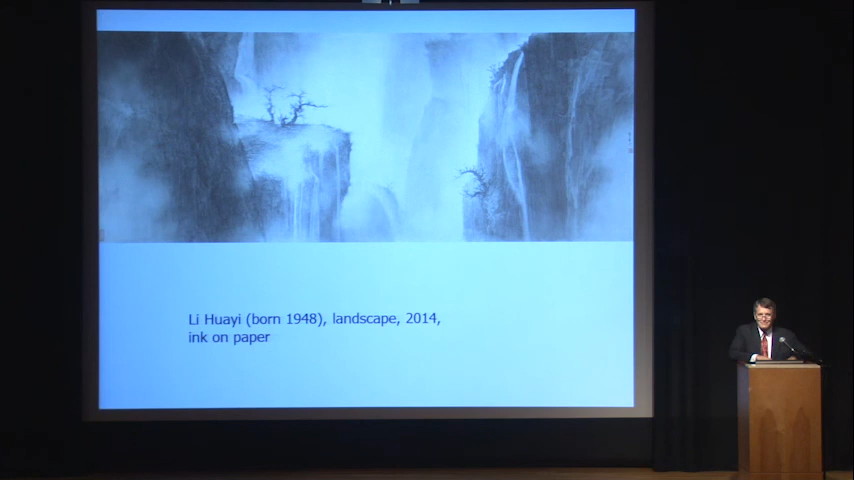 Li Huayi (born 1948), landscape, 2014,
ink on paper